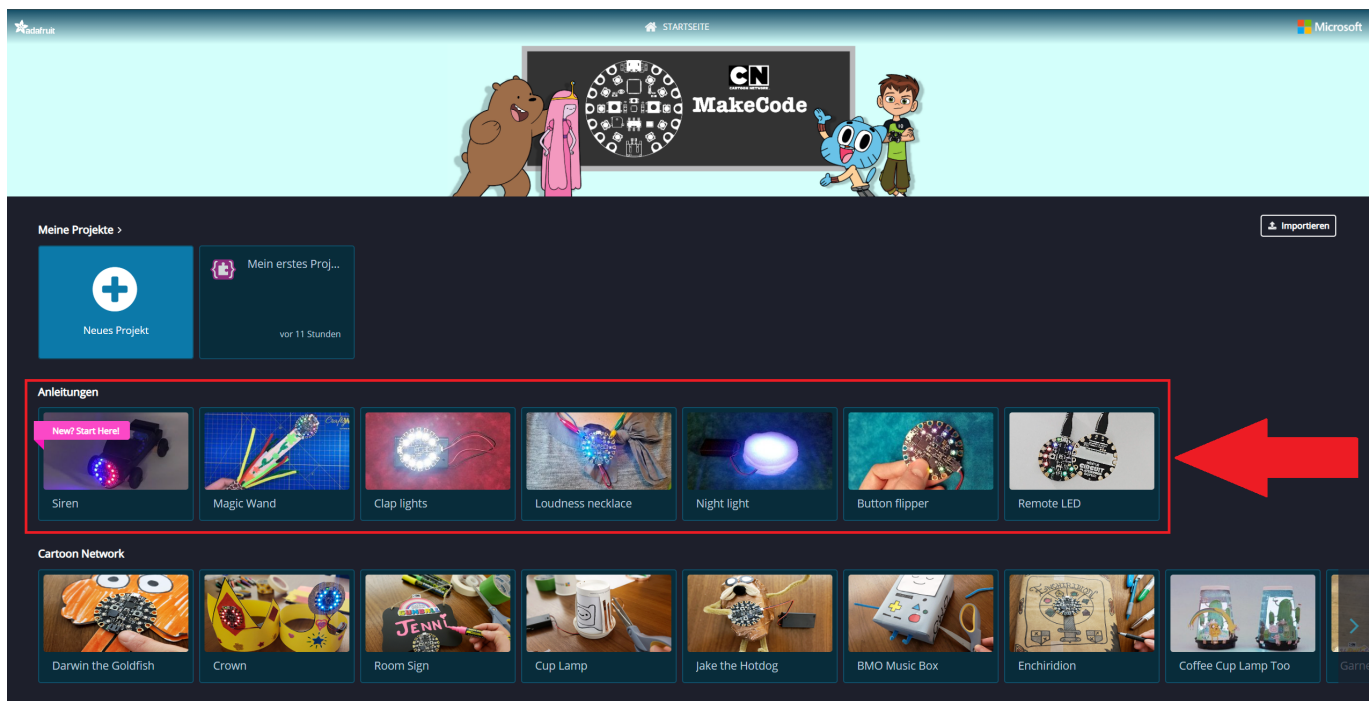 adafruit
STARTSEITE
Microsoft
CN
CARTOON NETWORK
MakeCode
Meine Projekte >
Importieren
Neues Projekt
Mein erstes Proj...
vor 11 Stunden
Anleitungen
New? Start Here!
Siren
Magic Wand
Clap lights
Loudness necklace
Night light
Button flipper
Remote LED
Cartoon Network
JENNI
Darwin the Goldfish
Crown
Room Sign
Cup Lamp
Jake the Hotdog
BMO Music Box
Enchiridion
Coffee Cup Lamp Too
Garne